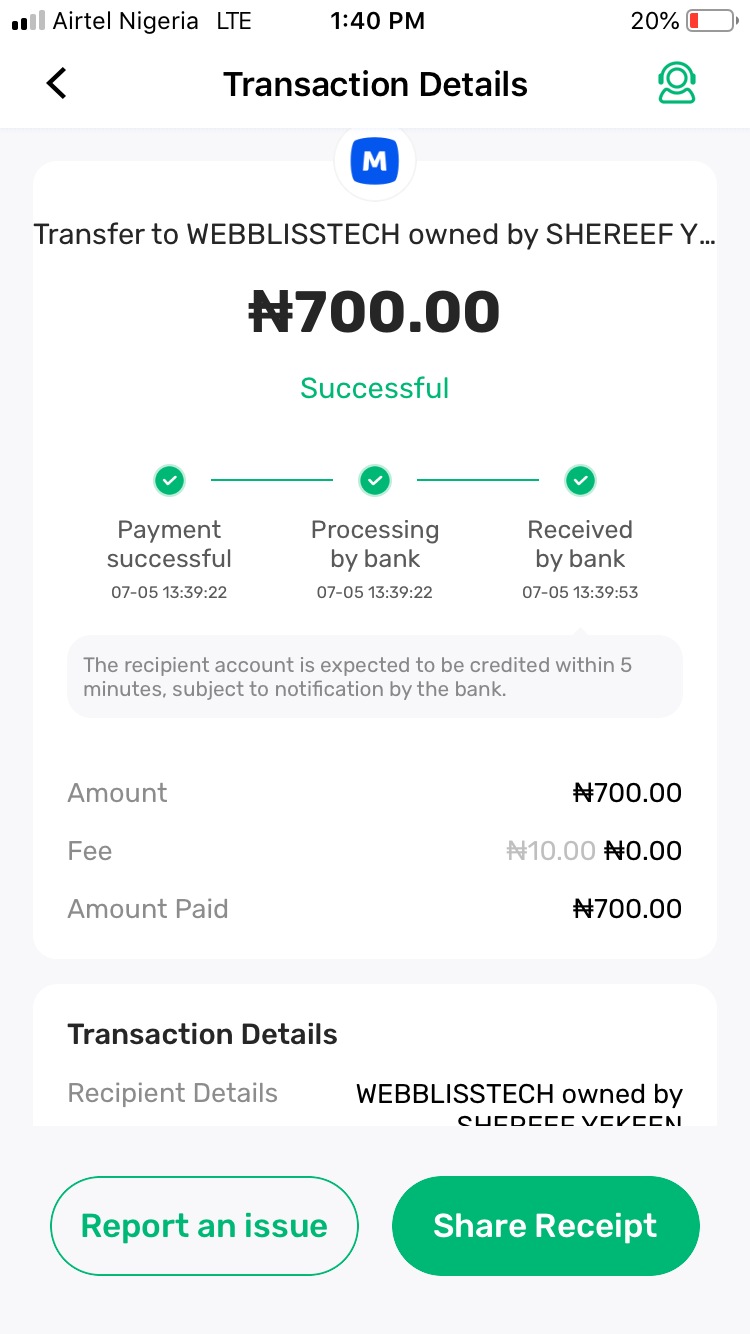 Airtel Nigeria LTE 1:40 PM 20%
Transaction Details
M
Transfer to WEBBLISSTECH owned by SHEREEF Y...
₦700.00
Successful
Payment successful
07-05 13:39:22
Processing by bank
07-05 13:39:22
Received by bank
07-05 13:39:53
The recipient account is expected to be credited within 5
minutes, subject to notification by the bank.
Amount ₦700.00
Fee ₦10.00 ₦0.00
Amount Paid ₦700.00
Transaction Details
Recipient Details WEBBLISSTECH owned by
SHEREEF YEKEEN
Report an issue Share Receipt